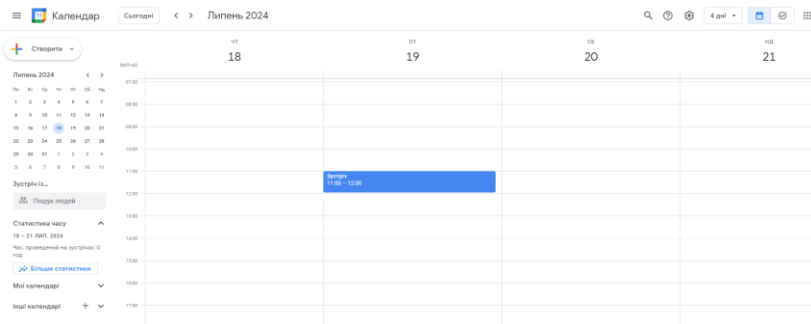 Календар
Сьогодні
Липень 2024
4 дні
Створити
Липень 2024
Пн Вт Ср Чт Пт Сб Нд
1 2 3 4 5 6 7
8 9 10 11 12 13 14
15 16 17 18 19 20 21
22 23 24 25 26 27 28
29 30 31 1 2 3 4
5 6 7 8 9 10 11
Зустріч із...
Пошук людей
Статистика часу
18 – 21 ЛИП. 2024
Час, проведений на зустрічах: 0
год.
Більше статистики
Мої календарі
Інші календарі
ЧТ
18
ПТ
19
СБ
20
НД
21
GMT+03
07:00
08:00
09:00
10:00
11:00
12:00
13:00
14:00
15:00
16:00
17:00
Зустріч
11:00 – 12:00